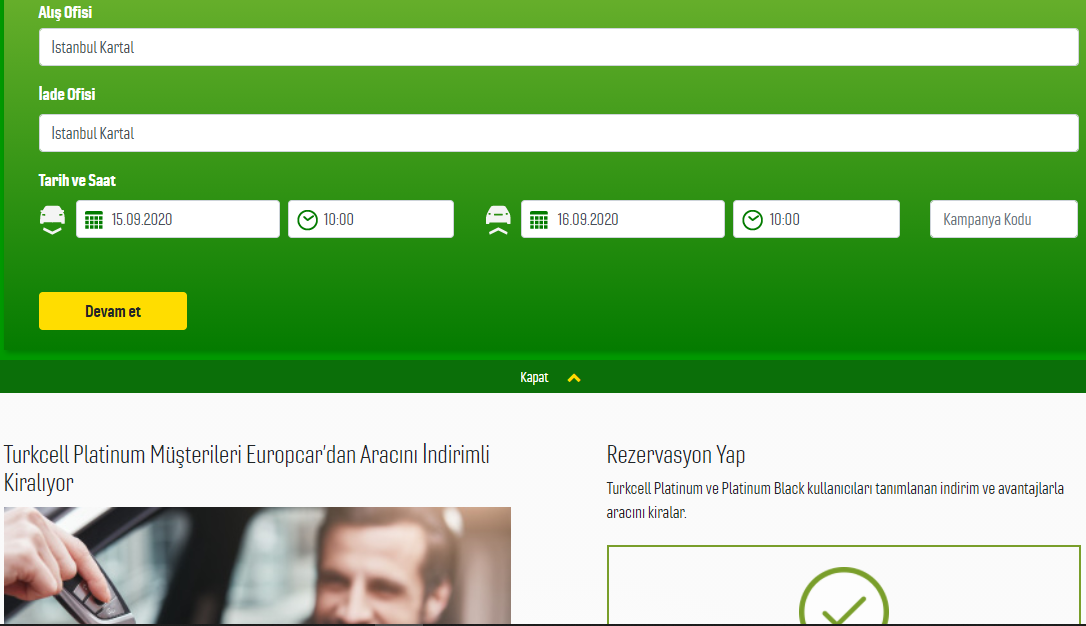 Alış Ofisi
İstanbul Kartal
İade Ofisi
İstanbul Kartal
Tarih ve Saat
15.09.2020 10:00 16.09.2020 10:00 Kampanya Kodu
Devam et
Kapat
Turkcell Platinum Müşterileri Europcar'dan Aracını İndirimli
Kiralıyor
Rezervasyon Yap
Turkcell Platinum ve Platinum Black kullanıcıları tanımlanan indirim ve avantajlarla
aracını kiralar.